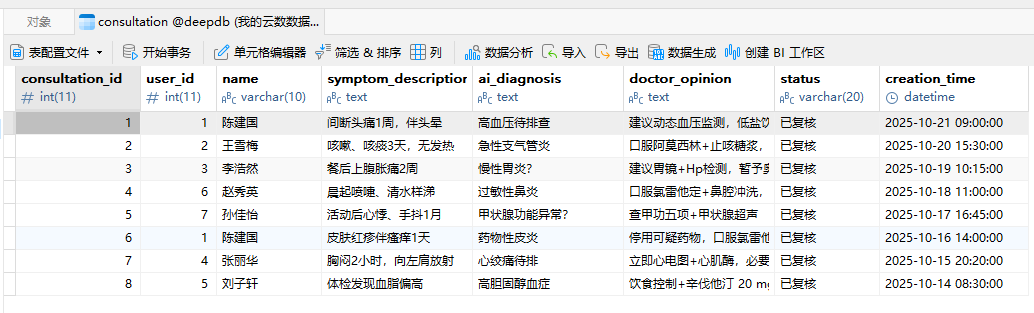 对象 consultation @deepdb (我的云数数据...
表配置文件 开始事务 单元格编辑器 筛选 & 排序 列 数据分析 导入 导出 数据生成 创建 BI 工作区
consultation_id user_id name symptom_description ai_diagnosis doctor_opinion status creation_time
# int(11) # int(11) ABC varchar(10) ABC text ABC text ABC text ABC varchar(20) datetime
1 1 陈建国 间断头痛1周，伴头晕 高血压待排查 建议动态血压监测，低盐饮 已复核 2025-10-21 09:00:00
2 2 王雪梅 咳嗽、咳痰3天，无发热 急性支气管炎 口服阿莫西林+止咳糖浆， 已复核 2025-10-20 15:30:00
3 3 李浩然 餐后上腹胀痛2周 慢性胃炎？ 建议胃镜+Hp检测，暂予奥 已复核 2025-10-19 10:15:00
4 6 赵秀英 晨起喷嚏、清水样涕 过敏性鼻炎 口服氯雷他定+鼻腔冲洗， 已复核 2025-10-18 11:00:00
5 7 孙佳怡 活动后心悸、手抖1月 甲状腺功能异常？ 查甲功五项+甲状腺超声 已复核 2025-10-17 16:45:00
6 1 陈建国 皮肤红疹伴瘙痒1天 药物性皮炎 停用可疑药物，口服氯雷他 已复核 2025-10-16 14:00:00
7 4 张丽华 胸闷2小时，向左肩放射 心绞痛待排 立即心电图+心肌酶，必要 已复核 2025-10-15 20:20:00
8 5 刘子轩 体检发现血脂偏高 高胆固醇血症 饮食控制+辛伐他汀 20 mg 已复核 2025-10-14 08:30:00